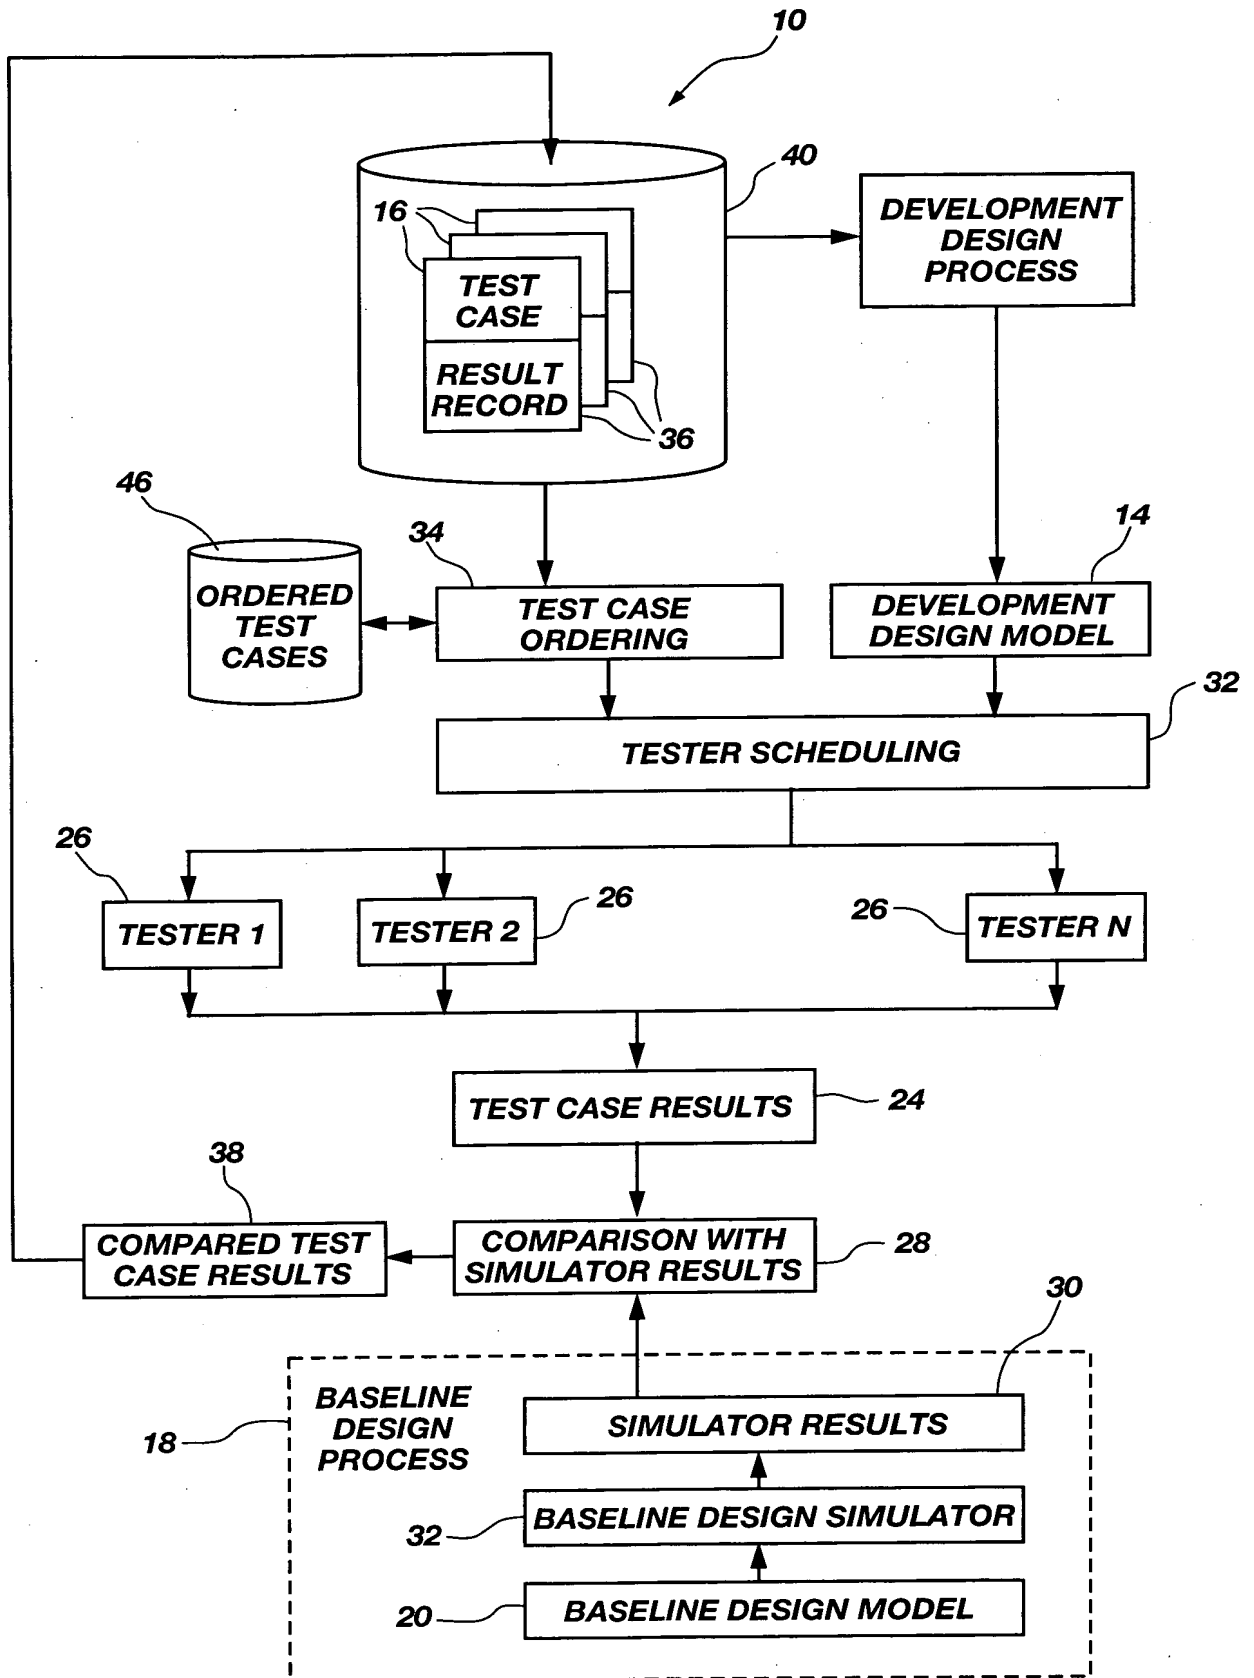 10
40
16
TEST
CASE
RESULT
RECORD
36
DEVELOPMENT
DESIGN
PROCESS
46
ORDERED
TEST
CASES
34
TEST CASE
ORDERING
14
DEVELOPMENT
DESIGN MODEL
32
TESTER SCHEDULING
26
TESTER 1
TESTER 2
26
26
TESTER N
TEST CASE RESULTS
24
38
COMPARED TEST
CASE RESULTS
COMPARISON WITH
SIMULATOR RESULTS
28
30
18
BASELINE
DESIGN
PROCESS
SIMULATOR RESULTS
32
BASELINE DESIGN SIMULATOR
20
BASELINE DESIGN MODEL